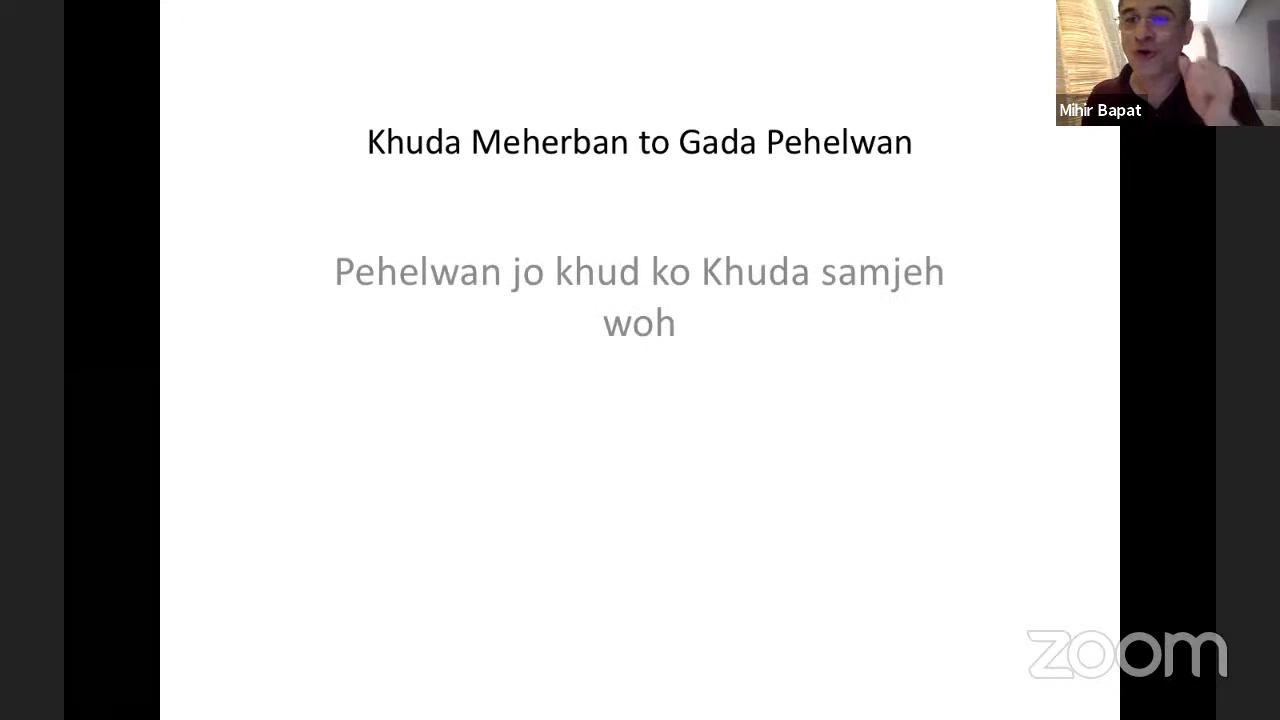 Mihir Bapat
Khuda Meherban to Gada Pehelwan
Pehelwan jo khud ko Khuda samjeh
woh
zoom